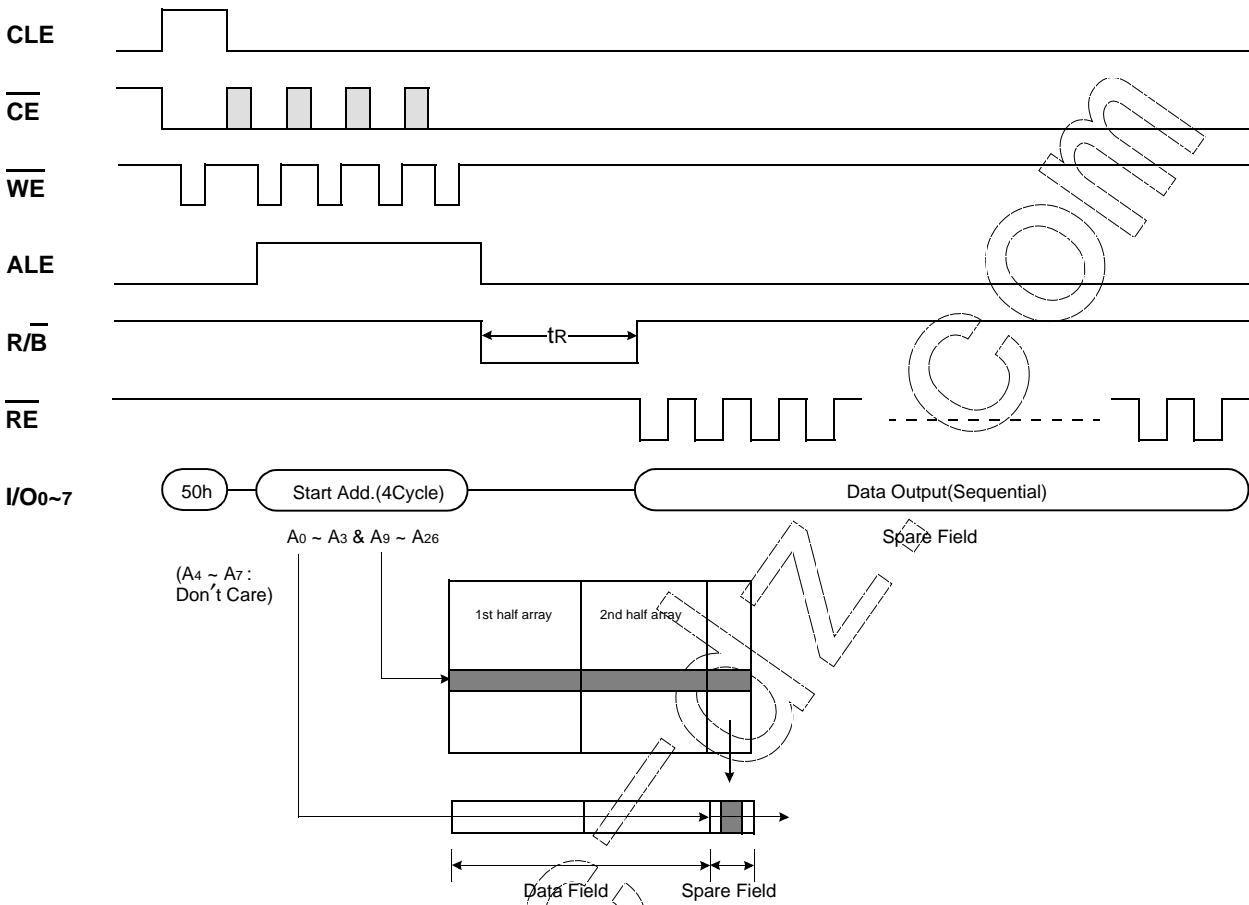 CLE
CE
WE
ALE
R/B
tR
RE
I/O0~7
50h
Start Add.(4Cycle)
Data Output(Sequential)
A0 ~ A3 & A9 ~ A26
Spare Field
(A4 ~ A7 :
Don't Care)
1st half array
2nd half array
Data Field
Spare Field